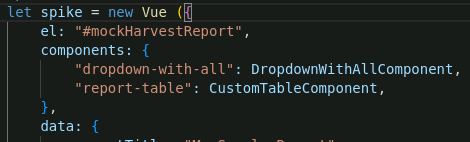 let spike = new Vue ({
el: "#mockHarvestReport",
components: {
"dropdown-with-all": DropdownWithAllComponent,
"report-table": CustomTableComponent,
},
data: {